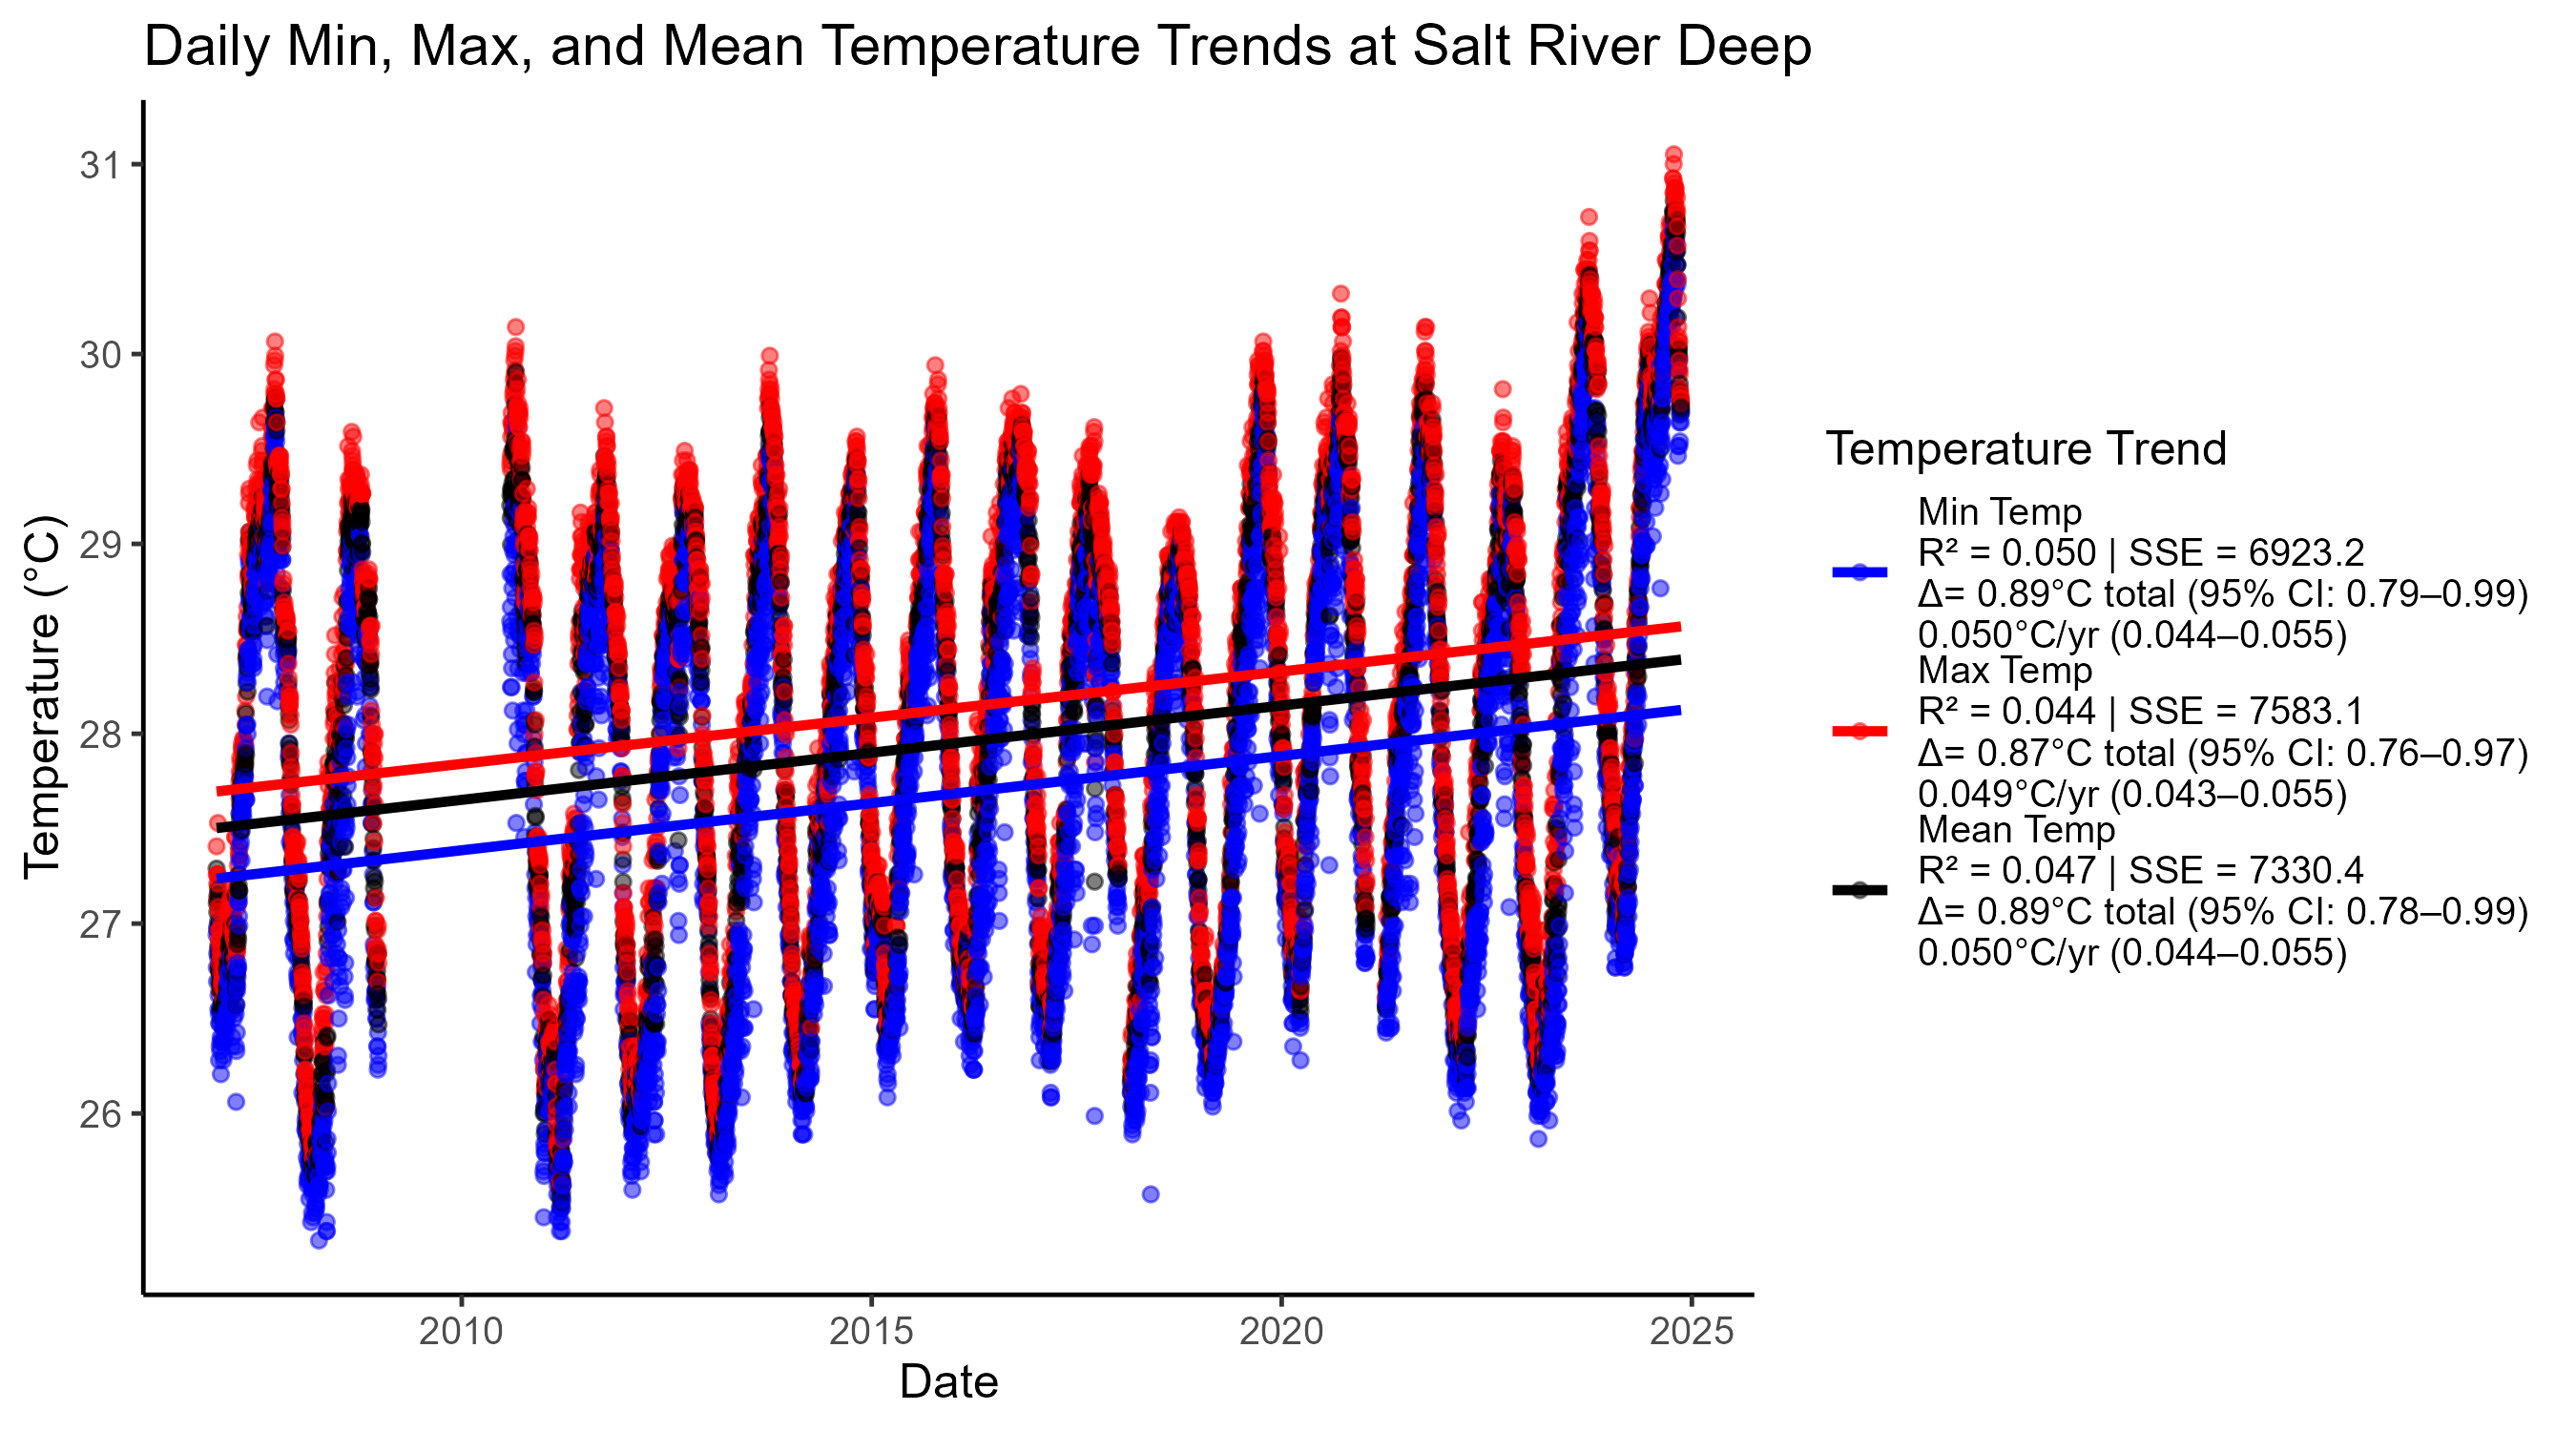 Daily Min, Max, and Mean Temperature Trends at Salt River Deep
31
30
29
28
27
26
Temperature (°C)
2010
2015
2020
2025
Date
Temperature Trend
Min Temp
R² = 0.050 | SSE = 6923.2
Δ= 0.89°C total (95% CI: 0.79–0.99)
0.050°C/yr (0.044–0.055)
Max Temp
R² = 0.044 | SSE = 7583.1
Δ= 0.87°C total (95% CI: 0.76–0.97)
0.049°C/yr (0.043–0.055)
Mean Temp
R² = 0.047 | SSE = 7330.4
Δ= 0.89°C total (95% CI: 0.78–0.99)
0.050°C/yr (0.044–0.055)